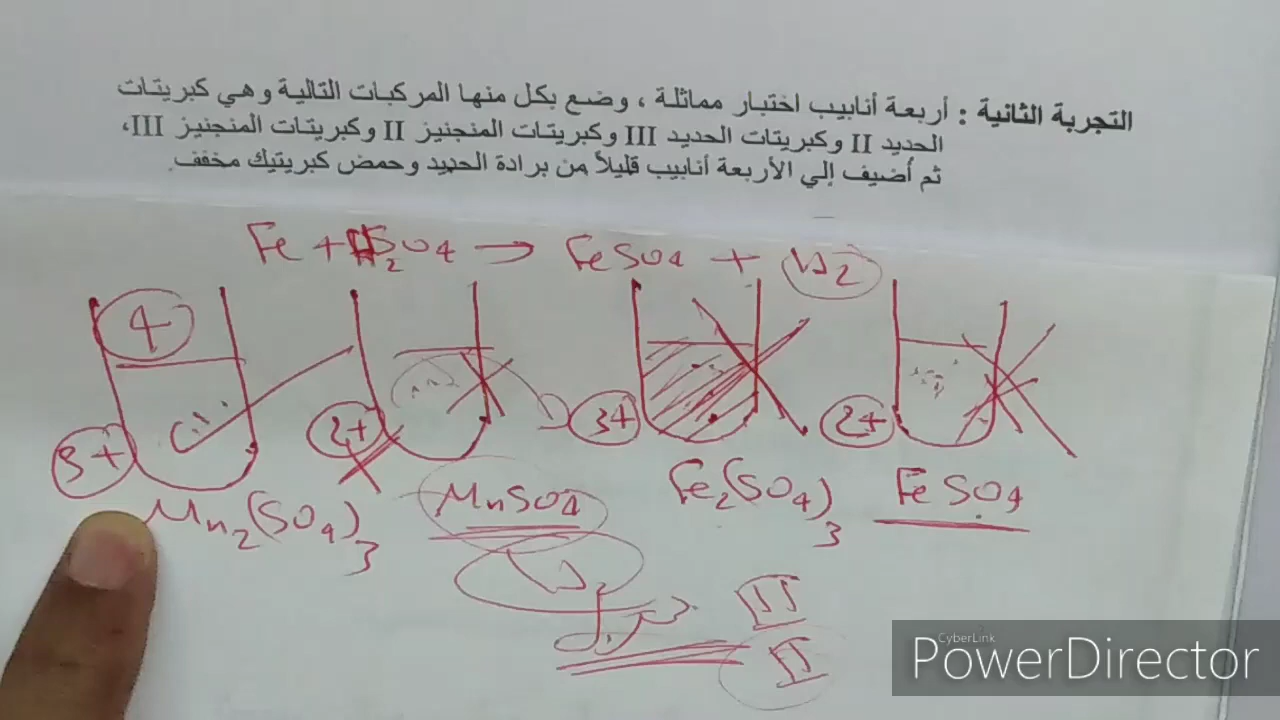 التجربة الثانية : أربعة أنابيب اختبار مماثلة ، وضع بكل منها المركبات التالية وهي كبريتات
الحديد II وكبريتات الحديد III وكبريتات المنجنيز II وكبريتات المنجنيز III،
ثم أضيف إلي الأربعة أنابيب قليلاً من برادة الحديد وحمض كبريتيك مخفف.
Fe + H2SO4 → FeSO4 + H2
4
3+ 2+ 3+ 2+
Mn2(SO4)3 MnSO4 Fe2(SO4)3 FeSO4
III
II
CyberLink
PowerDirector